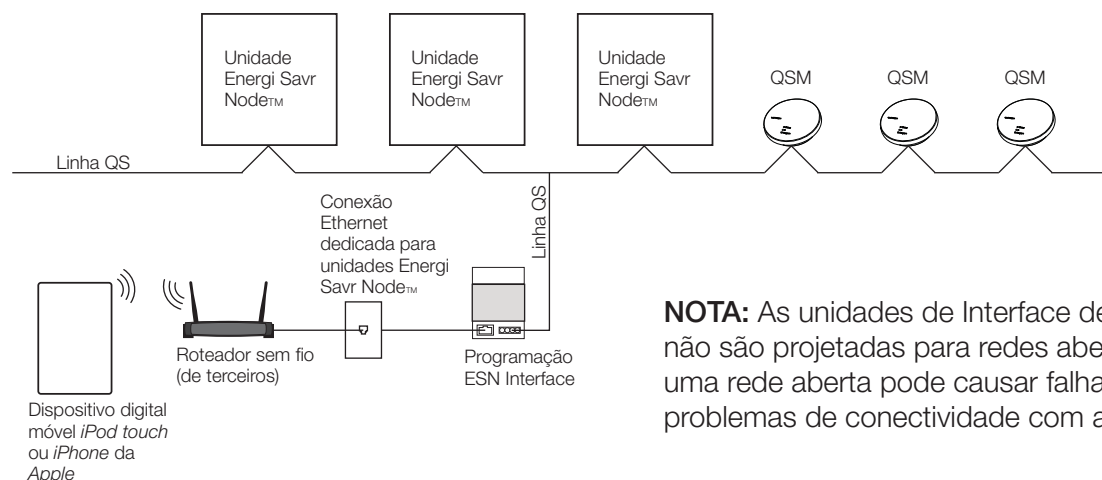 Unidade
Energi Savr
Node™
Unidade
Energi Savr
Node™
Unidade
Energi Savr
Node™
QSM
QSM
QSM
Linha QS
Linha QS
Conexão
Ethernet
dedicada para
unidades Energi
Savr Node™
Roteador sem fio
(de terceiros)
Programação
ESN Interface
Dispositivo digital
móvel iPod touch
ou iPhone da
Apple
NOTA: As unidades de Interface de
não são projetadas para redes abe
uma rede aberta pode causar falha
problemas de conectividade com a